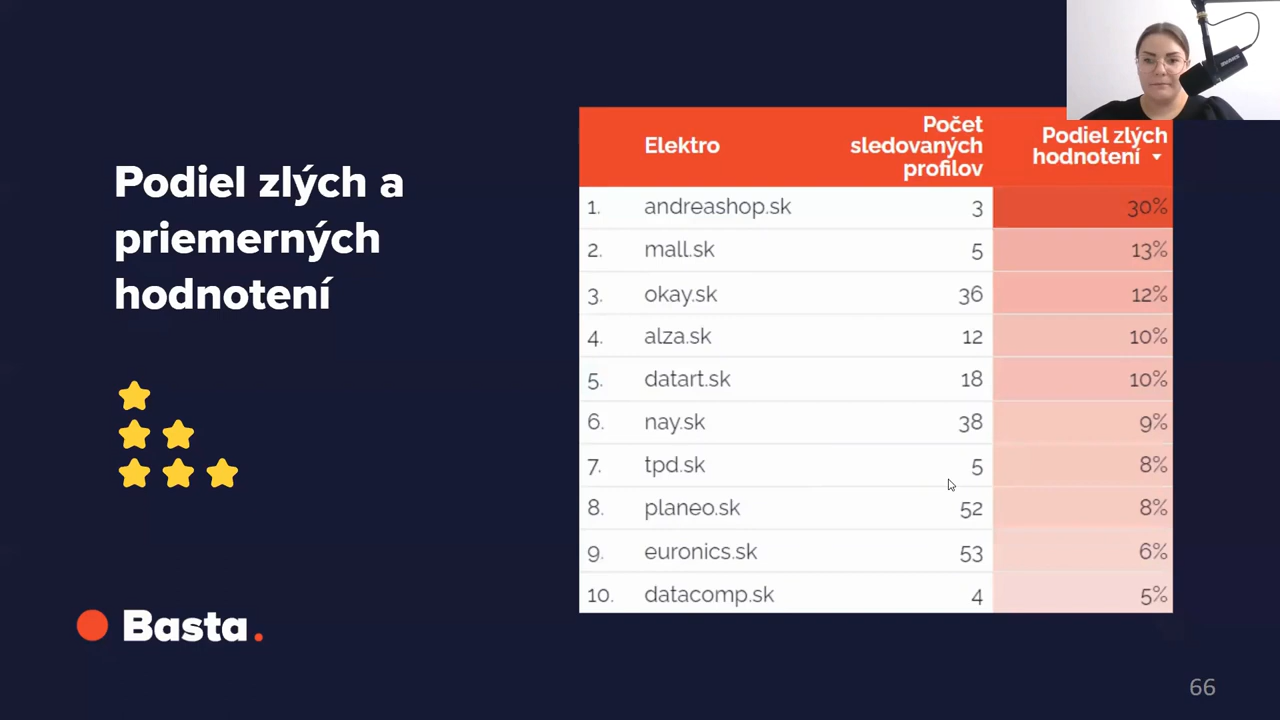 Podiel zlých a
priemerných
hodnotení
Basta.
Elektro
Počet
sledovaných
profilov
Podiel zlých
hodnotení
1. andreashop.sk 3 30%
2. mall.sk 5 13%
3. okay.sk 36 12%
4. alza.sk 12 10%
5. datart.sk 18 10%
6. nay.sk 38 9%
7. tpd.sk 5 8%
8. planeo.sk 52 8%
9. euronics.sk 53 6%
10. datacomp.sk 4 5%
66